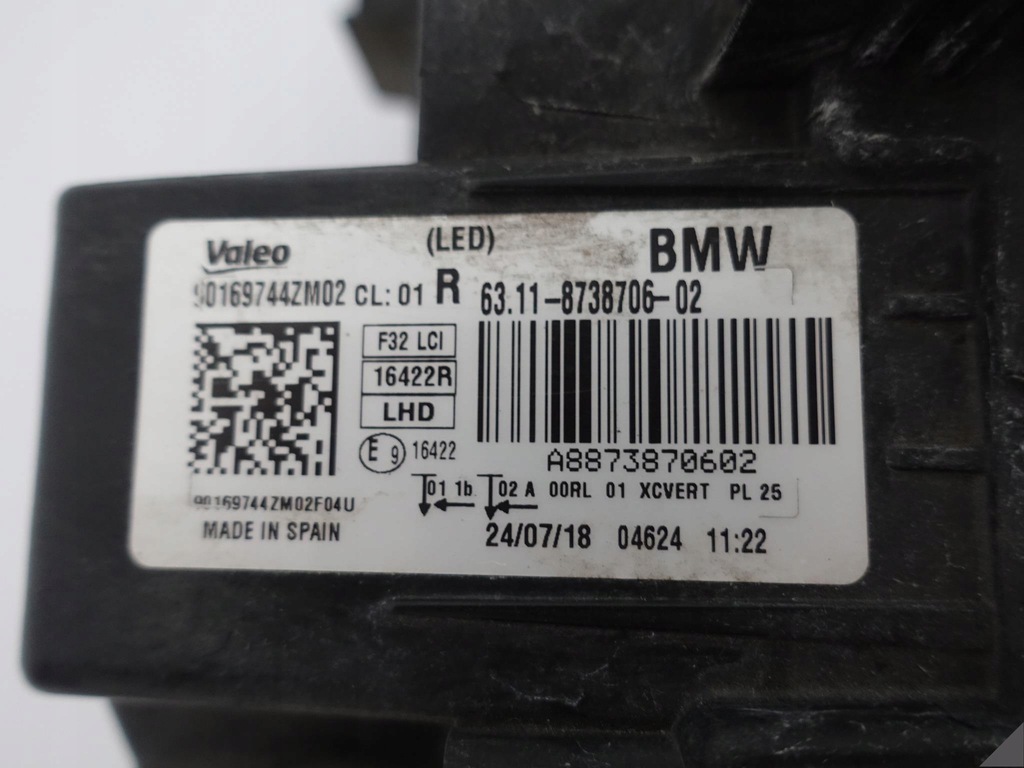 Valeo (LED) BMW
90169744ZM02 CL: 01 R 63.11-8738706-02
F32 LCI
16422R
LHD
E 9 16422
A8873870602
90169744ZM02F04U
01 1b 02 A 00RL 01 XCVERT PL 25
MADE IN SPAIN
24/07/18 04624 11:22